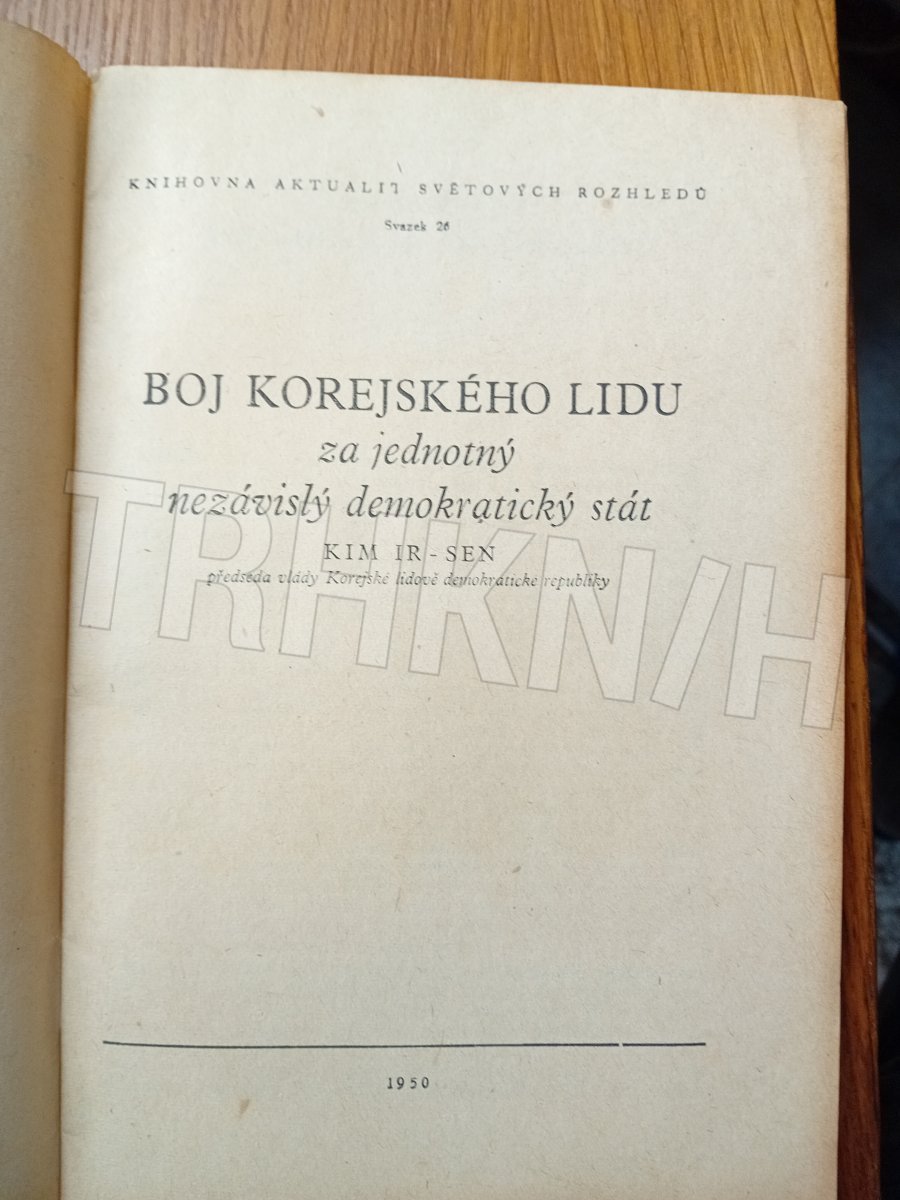 KNIHOVNA AKTUALIT SVĚTOVÝCH ROZHLEDŮ
Svazek 26
BOJ KOREJSKÉHO LIDU
za jednotný
nezávislý demokratický stát
KIM IR-SEN
předseda vlády Korejské lidově demokratické republiky
TRHKN/H
1950